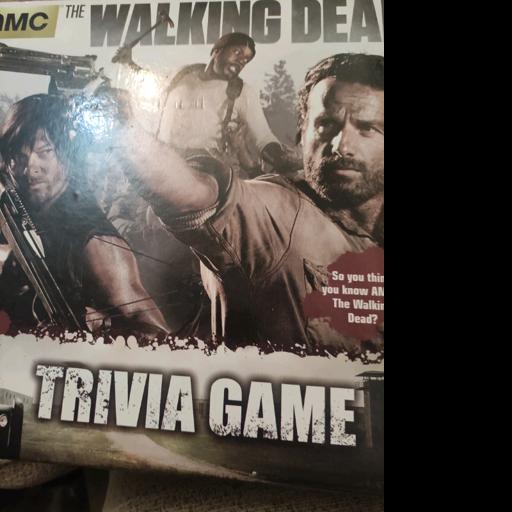 AMC
THE WALKING DEA
So you thin
you know AM
The Walkin
Dead?
TRIVIA GAME